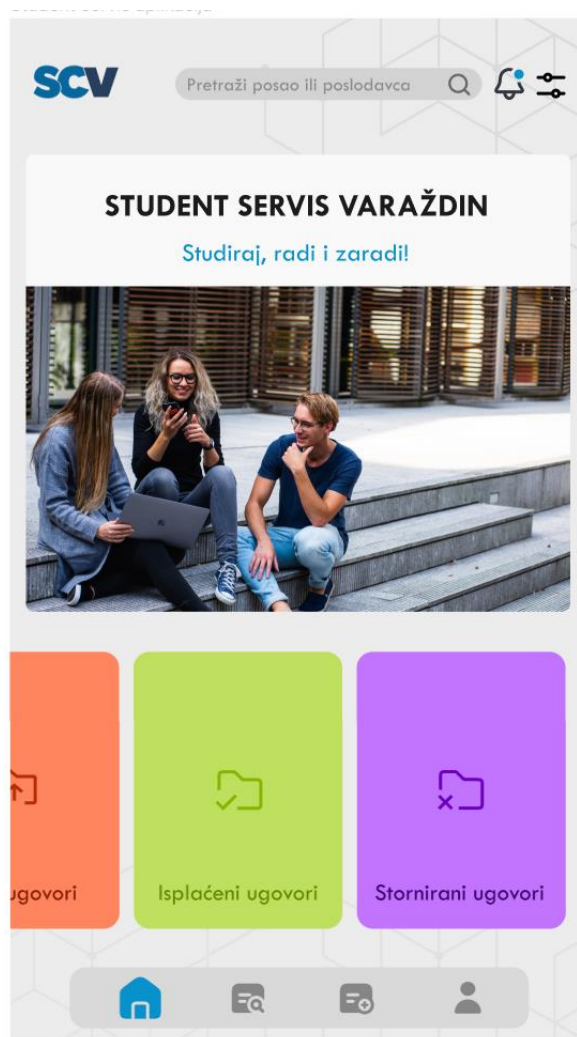 SCV
Pretraži posao ili poslodavca
STUDENT SERVIS VARAŽDIN
Studiraj, radi i zaradi!
ugovori
Isplaćeni ugovori
Stornirani ugovori